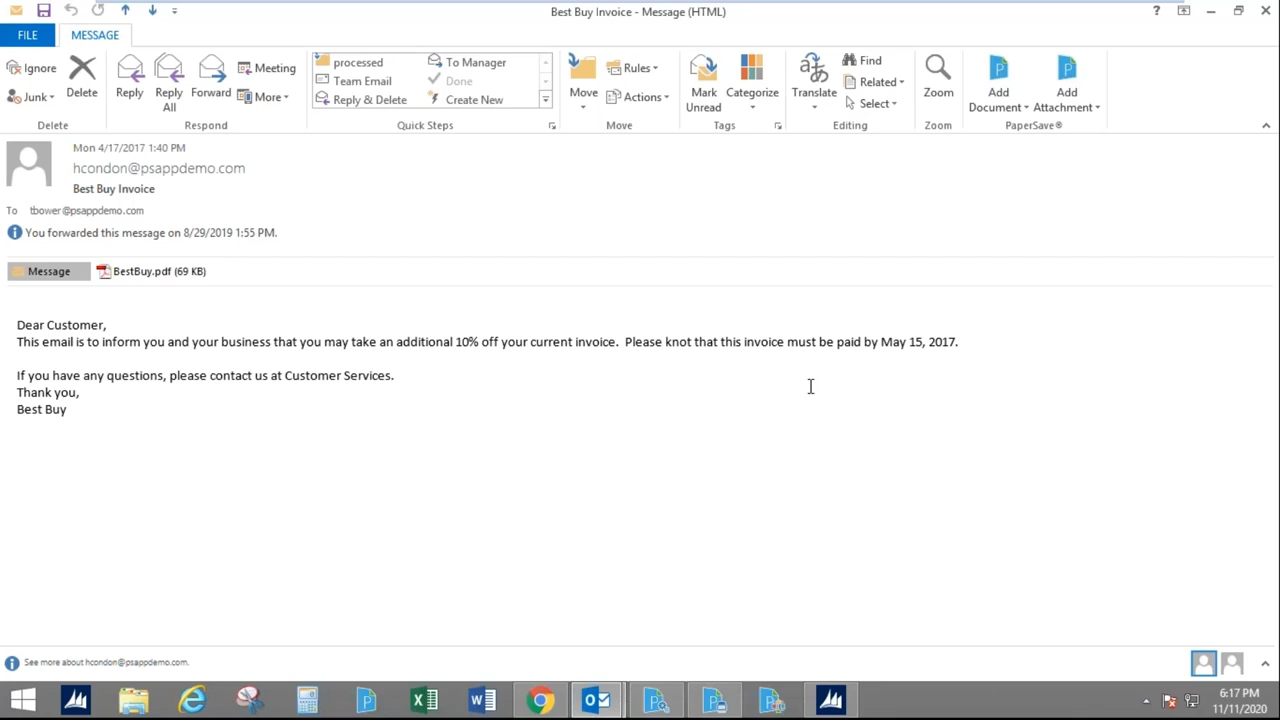 Best Buy Invoice - Message (HTML)
?
FILE
MESSAGE
Ignore
Junk
Delete
Reply
Reply All
Forward
Meeting
More
processed
Team Email
Reply & Delete
To Manager
Done
Create New
Move
Rules
Actions
Mark Unread
Categorize
Translate
Find
Related
Select
Zoom
Add Document
Add Attachment
Delete
Respond
Quick Steps
Move
Tags
Editing
Zoom
PaperSave®
Mon 4/17/2017 1:40 PM
hcondon@psappdemo.com
Best Buy Invoice
To tbower@psappdemo.com
You forwarded this message on 8/29/2019 1:55 PM.
Message
BestBuy.pdf (69 KB)
Dear Customer,
This email is to inform you and your business that you may take an additional 10% off your current invoice. Please knot that this invoice must be paid by May 15, 2017.
If you have any questions, please contact us at Customer Services.
Thank you,
Best Buy
See more about hcondon@psappdemo.com.
6:17 PM
11/11/2020